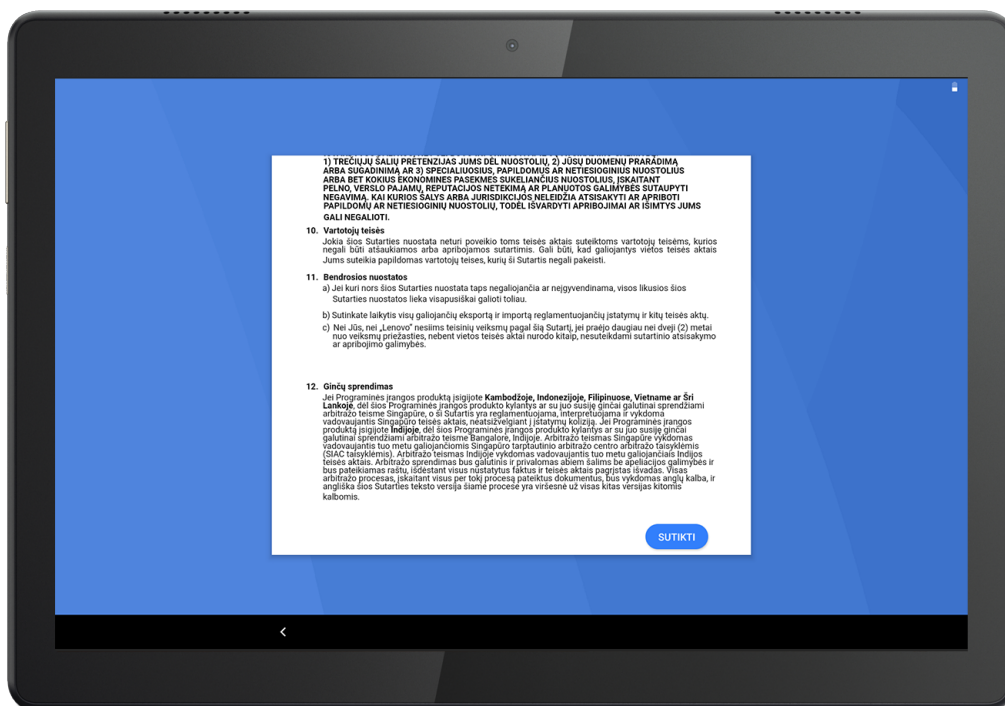 1) TREČIŲJŲ ŠALIŲ PRETENZIJAS JUMS DĖL NUOSTOLIŲ, 2) JŪSŲ DUOMENŲ PRARADIMĄ
ARBA SUGADINIMĄ AR 3) SPECIALIUOSIUS, PAPILDOMUS AR NETIESIOGINIUS NUOSTOLIUS
ARBA BET KOKIUS EKONOMINES PASEKMES SUKELIANČIUS NUOSTOLIUS, ĮSKAITANT
PELNO, VERSLO PAJAMŲ, REPUTACIJOS NETEKIMĄ AR PLANUOTOS GALIMYBĖS SUTAUPYTI
NEGAVIMĄ. KAI KURIOS ŠALYS ARBA JURISDIKCIJOS NELEIDŽIA ATSISAKYTI AR APRIBOTI
PAPILDOMŲ AR NETIESIOGINIŲ NUOSTOLIŲ, TODĖL IŠVARDYTI APRIBOJIMAI AR IŠIMTYS JUMS
GALI NEGALIOTI.
10. Vartotojų teisės
Jokia šios Sutarties nuostata neturi poveikio toms teisės aktais suteiktoms vartotojų teisėms, kurios
negali būti atšaukiamos arba apribojamos sutartimis. Gali būti, kad galiojantys vietos teisės aktais
Jums suteikia papildomas vartotojų teises, kurių ši Sutartis negali pakeisti.
11. Bendrosios nuostatos
a) Jei kuri nors šios Sutarties nuostata taps negaliojančia ar neįgyvendinama, visos likusios šios
Sutarties nuostatos lieka visapusiškai galioti toliau.
b) Sutinkate laikytis visų galiojančių eksportą ir importą reglamentuojančių įstatymų ir kitų teisės aktų.
c) Nei Jūs, nei „Lenovo" nesiims teisinių veiksmų pagal šią Sutartį, jei praėjo daugiau nei dveji (2) metai
nuo veiksmų priežasties, nebent vietos teisės aktai nurodo kitaip, nesuteikdami sutartinio atsisakymo
ar apribojimo galimybės.
12. Ginčų sprendimas
Jei Programinės įrangos produktą įsigijote Kambodžoje, Indonezijoje, Filipinuose, Vietname ar Šri
Lankoje, dėl šios Programinės įrangos produkto kylantys ar su juo susiję ginčai galutinai sprendžiami
arbitražo teisme Singapūre, o ši Sutartis yra reglamentuojama, interpretuojama ir vykdoma
vadovaujantis Singapūro teisės aktais, neatsižvelgiant į įstatymų koliziją. Jei Programinės įrangos
produktą įsigijote Indijoje, dėl šios Programinės įrangos produkto kylantys ar su juo susiję ginčai
galutinai sprendžiami arbitražo teisme Bangalore, Indijoje. Arbitražo teismas Singapūre vykdomas
vadovaujantis tuo metu galiojančiomis Singapūro tarptautinio arbitražo centro arbitražo taisyklėmis
(SIAC taisyklėmis). Arbitražo teismas Indijoje vykdomas vadovaujantis tuo metu galiojančiais Indijos
teisės aktais. Arbitražo sprendimas bus galutinis ir privalomas abiem šalims be apeliacijos galimybės ir
bus pateikiamas raštu, išdėstant visus nustatytus faktus ir teisės aktais pagrįstas išvadas. Visas
arbitražo procesas, įskaitant visus per tokį procesą pateiktus dokumentus, bus vykdomas anglų kalba, ir
angliška šios Sutarties teksto versija šiame procese yra viršesnė už visas kitas versijas kitomis
kalbomis.
SUTIKTI